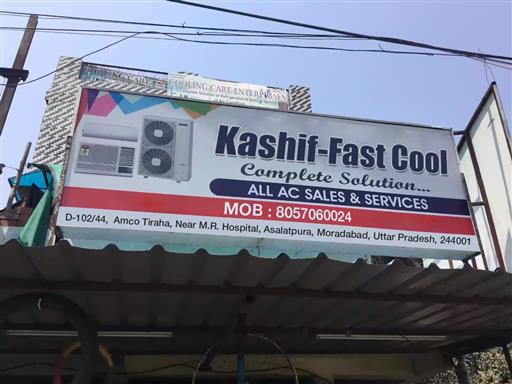 COOLING CARE ENTERPRISES
Kashif-Fast Cool
Complete Solution...
ALL AC SALES & SERVICES
MOB : 8057060024
D-102/44, Amco Tiraha, Near M.R. Hospital, Asalatpura, Moradabad, Uttar Pradesh, 244001